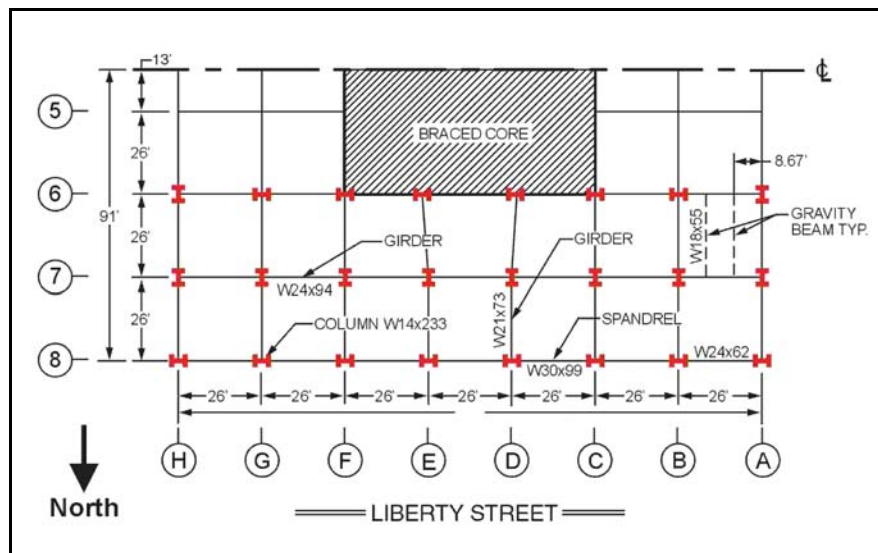 13'
℄
5
BRACED CORE
8.67'
26'
6
91'
26'
GIRDER
GIRDER
W18x55
GRAVITY
BEAM TYP.
7
W24x94
26'
COLUMN W14x233
W21x73
SPANDREL
W24x62
8
W30x99
26' 26' 26' 26' 26' 26' 26'
H G F E D C B A
North
LIBERTY STREET